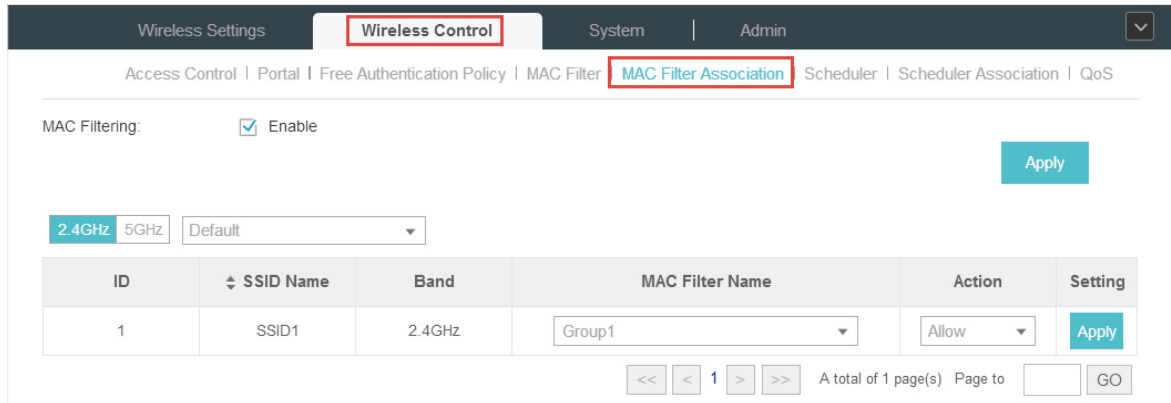 Wireless Settings Wireless Control System | Admin
Access Control | Portal | Free Authentication Policy | MAC Filter | MAC Filter Association | Scheduler | Scheduler Association | QoS
MAC Filtering: Enable
Apply
2.4GHz 5GHz Default
ID SSID Name Band MAC Filter Name Action Setting
1 SSID1 2.4GHz Group1 Allow Apply
<< < 1 > >> A total of 1 page(s) Page to GO